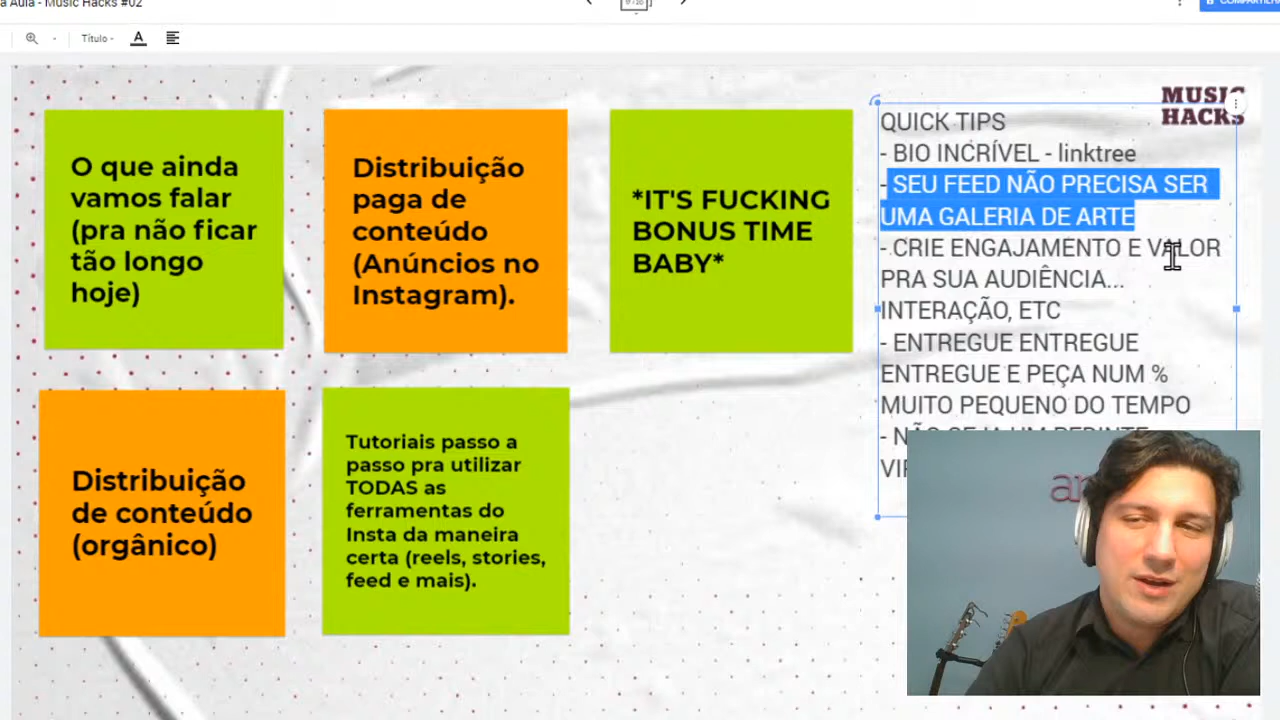 a Aula - Music Hacks #02
Título
O que ainda
vamos falar
(pra não ficar
tão longo
hoje)
Distribuição
paga de
conteúdo
(Anúncios no
Instagram).
*IT'S FUCKING
BONUS TIME
BABY*
MUSIC
HACKS
QUICK TIPS
- BIO INCRÍVEL - linktree
- SEU FEED NÃO PRECISA SER
UMA GALERIA DE ARTE
- CRIE ENGAJAMENTO E VALOR
PRA SUA AUDIÊNCIA...
INTERAÇÃO, ETC
- ENTREGUE ENTREGUE
ENTREGUE E PEÇA NUM %
MUITO PEQUENO DO TEMPO
Distribuição
de conteúdo
(orgânico)
Tutoriais passo a
passo pra utilizar
TODAS as
ferramentas do
Insta da maneira
certa (reels, stories,
feed e mais).